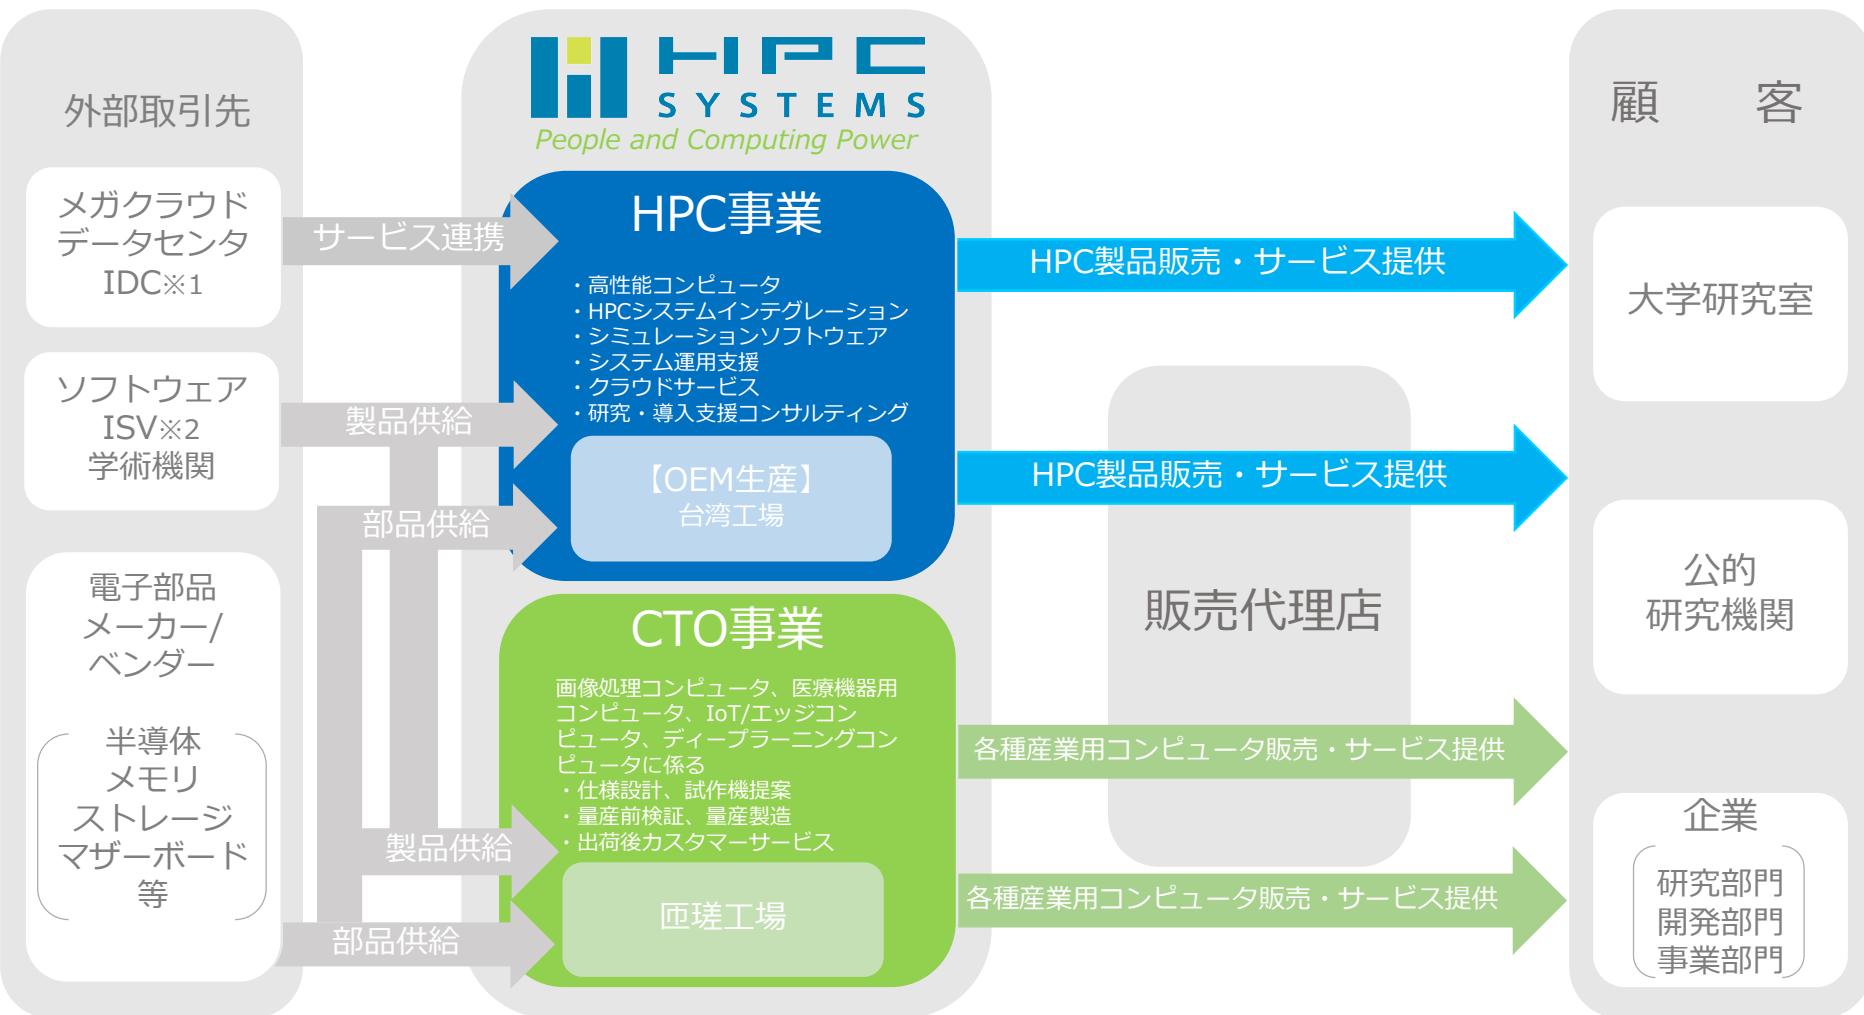 外部取引先
メガクラウド
データセンタ
IDC※1
サービス連携
ソフトウェア
ISV※2
学術機関
製品供給
部品供給
電子部品
メーカー/
ベンダー
半導体
メモリ
ストレージ
マザーボード
等
製品供給
部品供給
HPC
SYSTEMS
People and Computing Power
HPC事業
・高性能コンピュータ
・HPCシステムインテグレーション
・シミュレーションソフトウェア
・システム運用支援
・クラウドサービス
・研究・導入支援コンサルティング
【OEM生産】
台湾工場
CTO事業
画像処理コンピュータ、医療機器用
コンピュータ、IoT/エッジコン
ピュータ、ディープラーニングコン
ピュータに係る
・仕様設計、試作機提案
・量産前検証、量産製造
・出荷後カスタマーサービス
匝瑳工場
HPC製品販売・サービス提供
HPC製品販売・サービス提供
販売代理店
各種産業用コンピュータ販売・サービス提供
各種産業用コンピュータ販売・サービス提供
顧 客
大学研究室
公的
研究機関
企業
研究部門
開発部門
事業部門